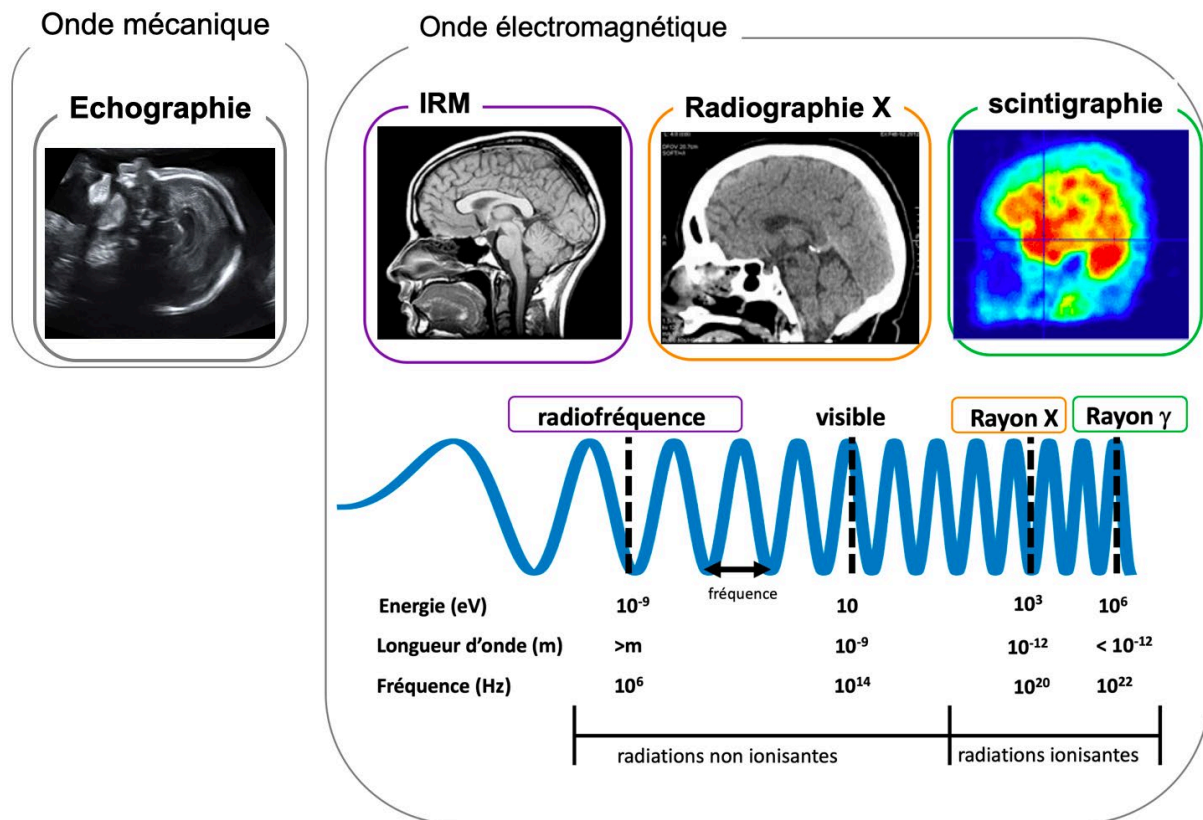 Onde mécanique
Onde électromagnétique
Echographie
IRM
Radiographie X
scintigraphie
radiofréquence
visible
Rayon X
Rayon γ
fréquence
Energie (eV) 10⁻⁹ 10 10³ 10⁶
Longueur d’onde (m) >m 10⁻⁹ 10⁻¹² < 10⁻¹²
Fréquence (Hz) 10⁶ 10¹⁴ 10²⁰ 10²²
radiations non ionisantes
radiations ionisantes